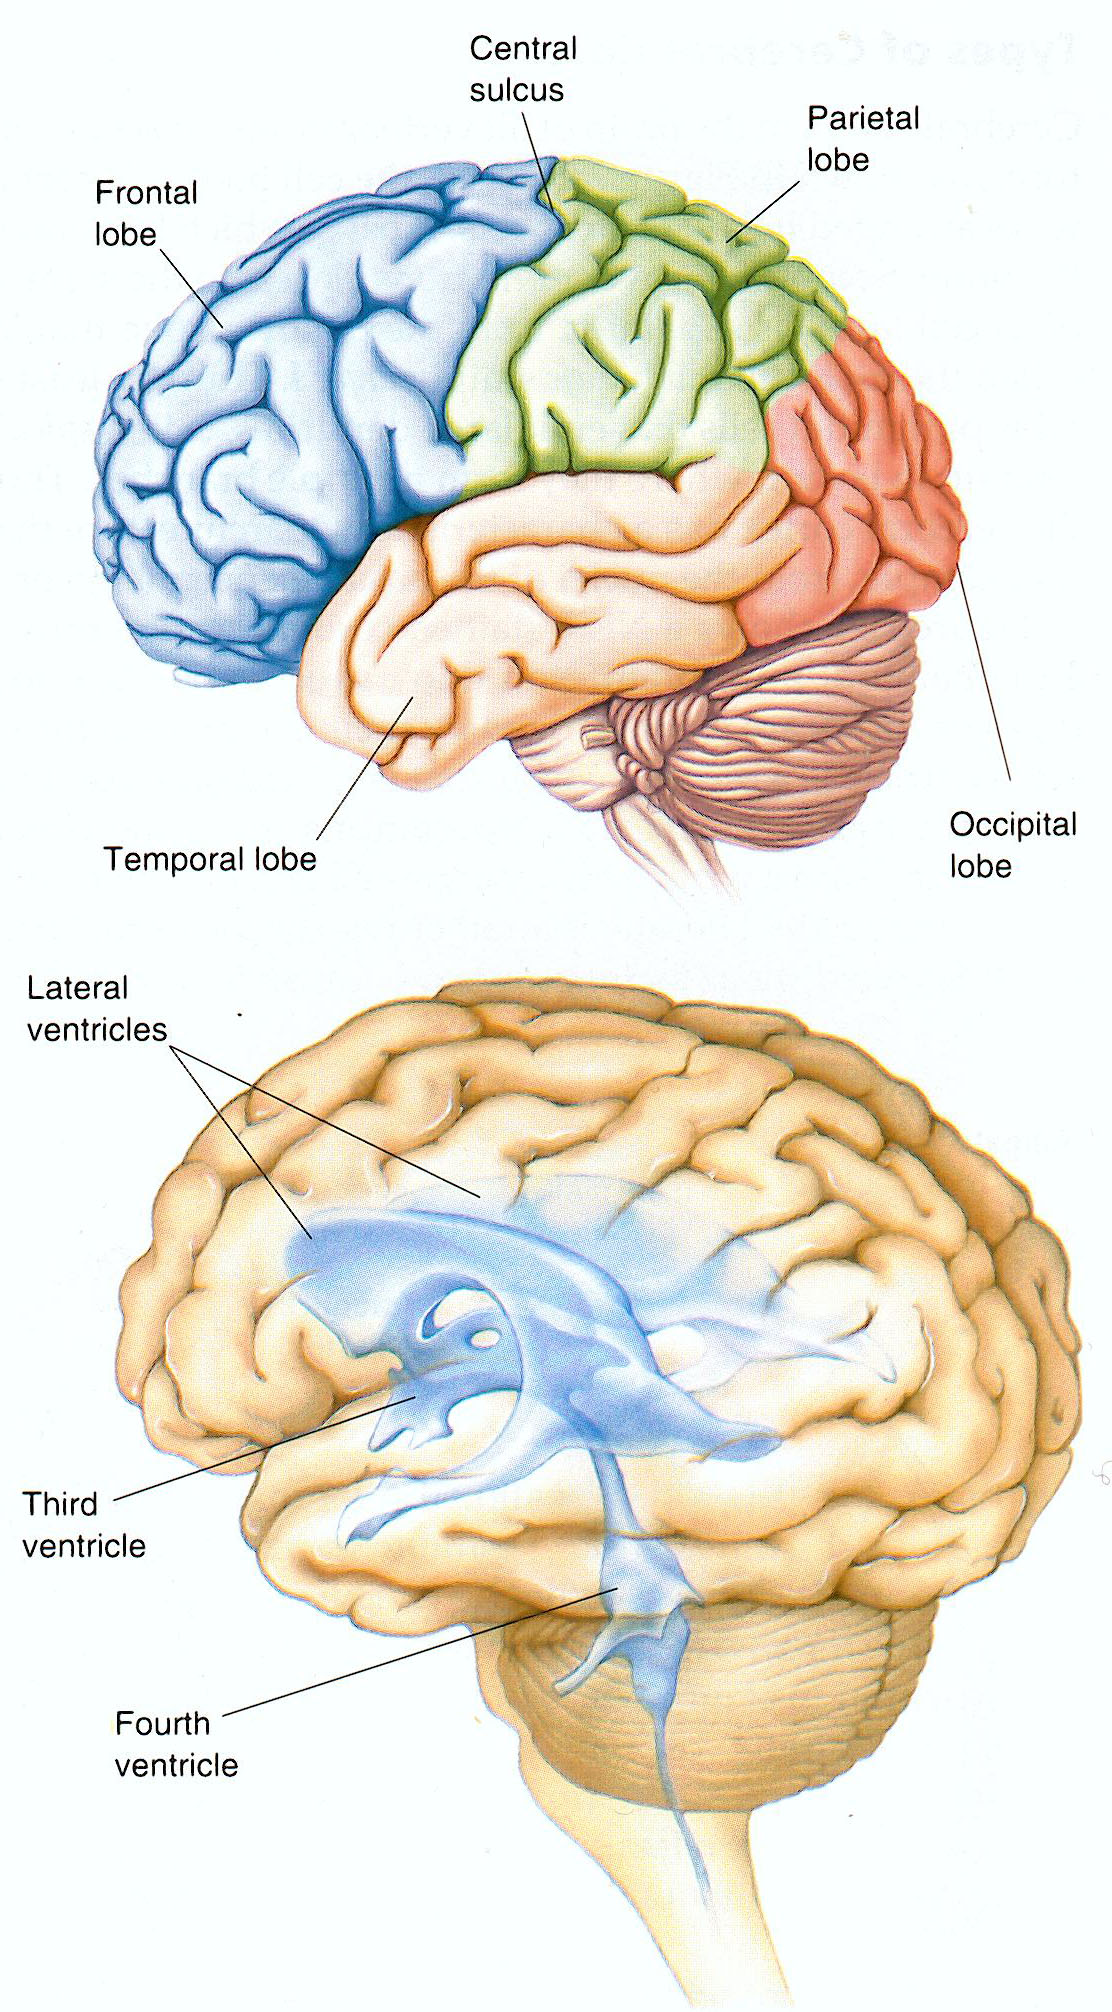 Central
sulcus
Parietal
lobe
Frontal
lobe
Temporal lobe
Occipital
lobe
Lateral
ventricles
Third
ventricle
Fourth
ventricle